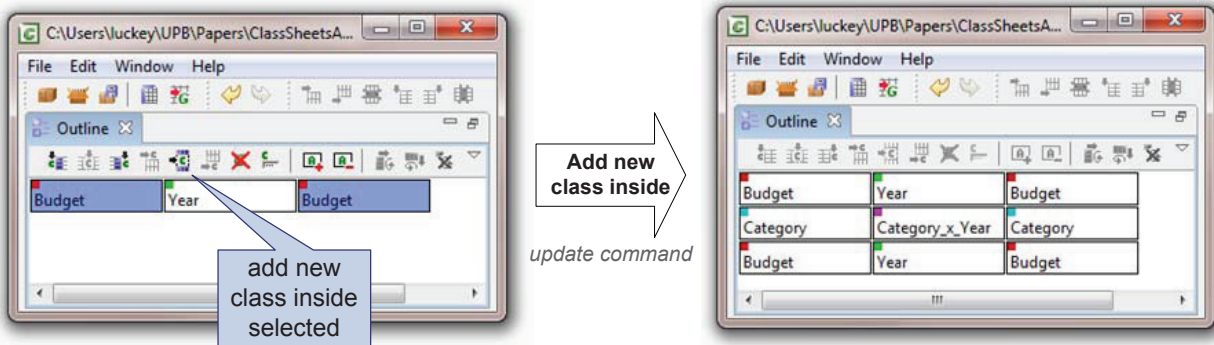 C:\Users\luckey\UPB\Papers\ClassSheetsA...
File Edit Window Help
Outline
Budget Year Budget
add new
class inside
selected
Add new
class inside
update command
C:\Users\luckey\UPB\Papers\ClassSheetsA...
File Edit Window Help
Outline
Budget Year Budget
Category Category_x_Year Category
Budget Year Budget